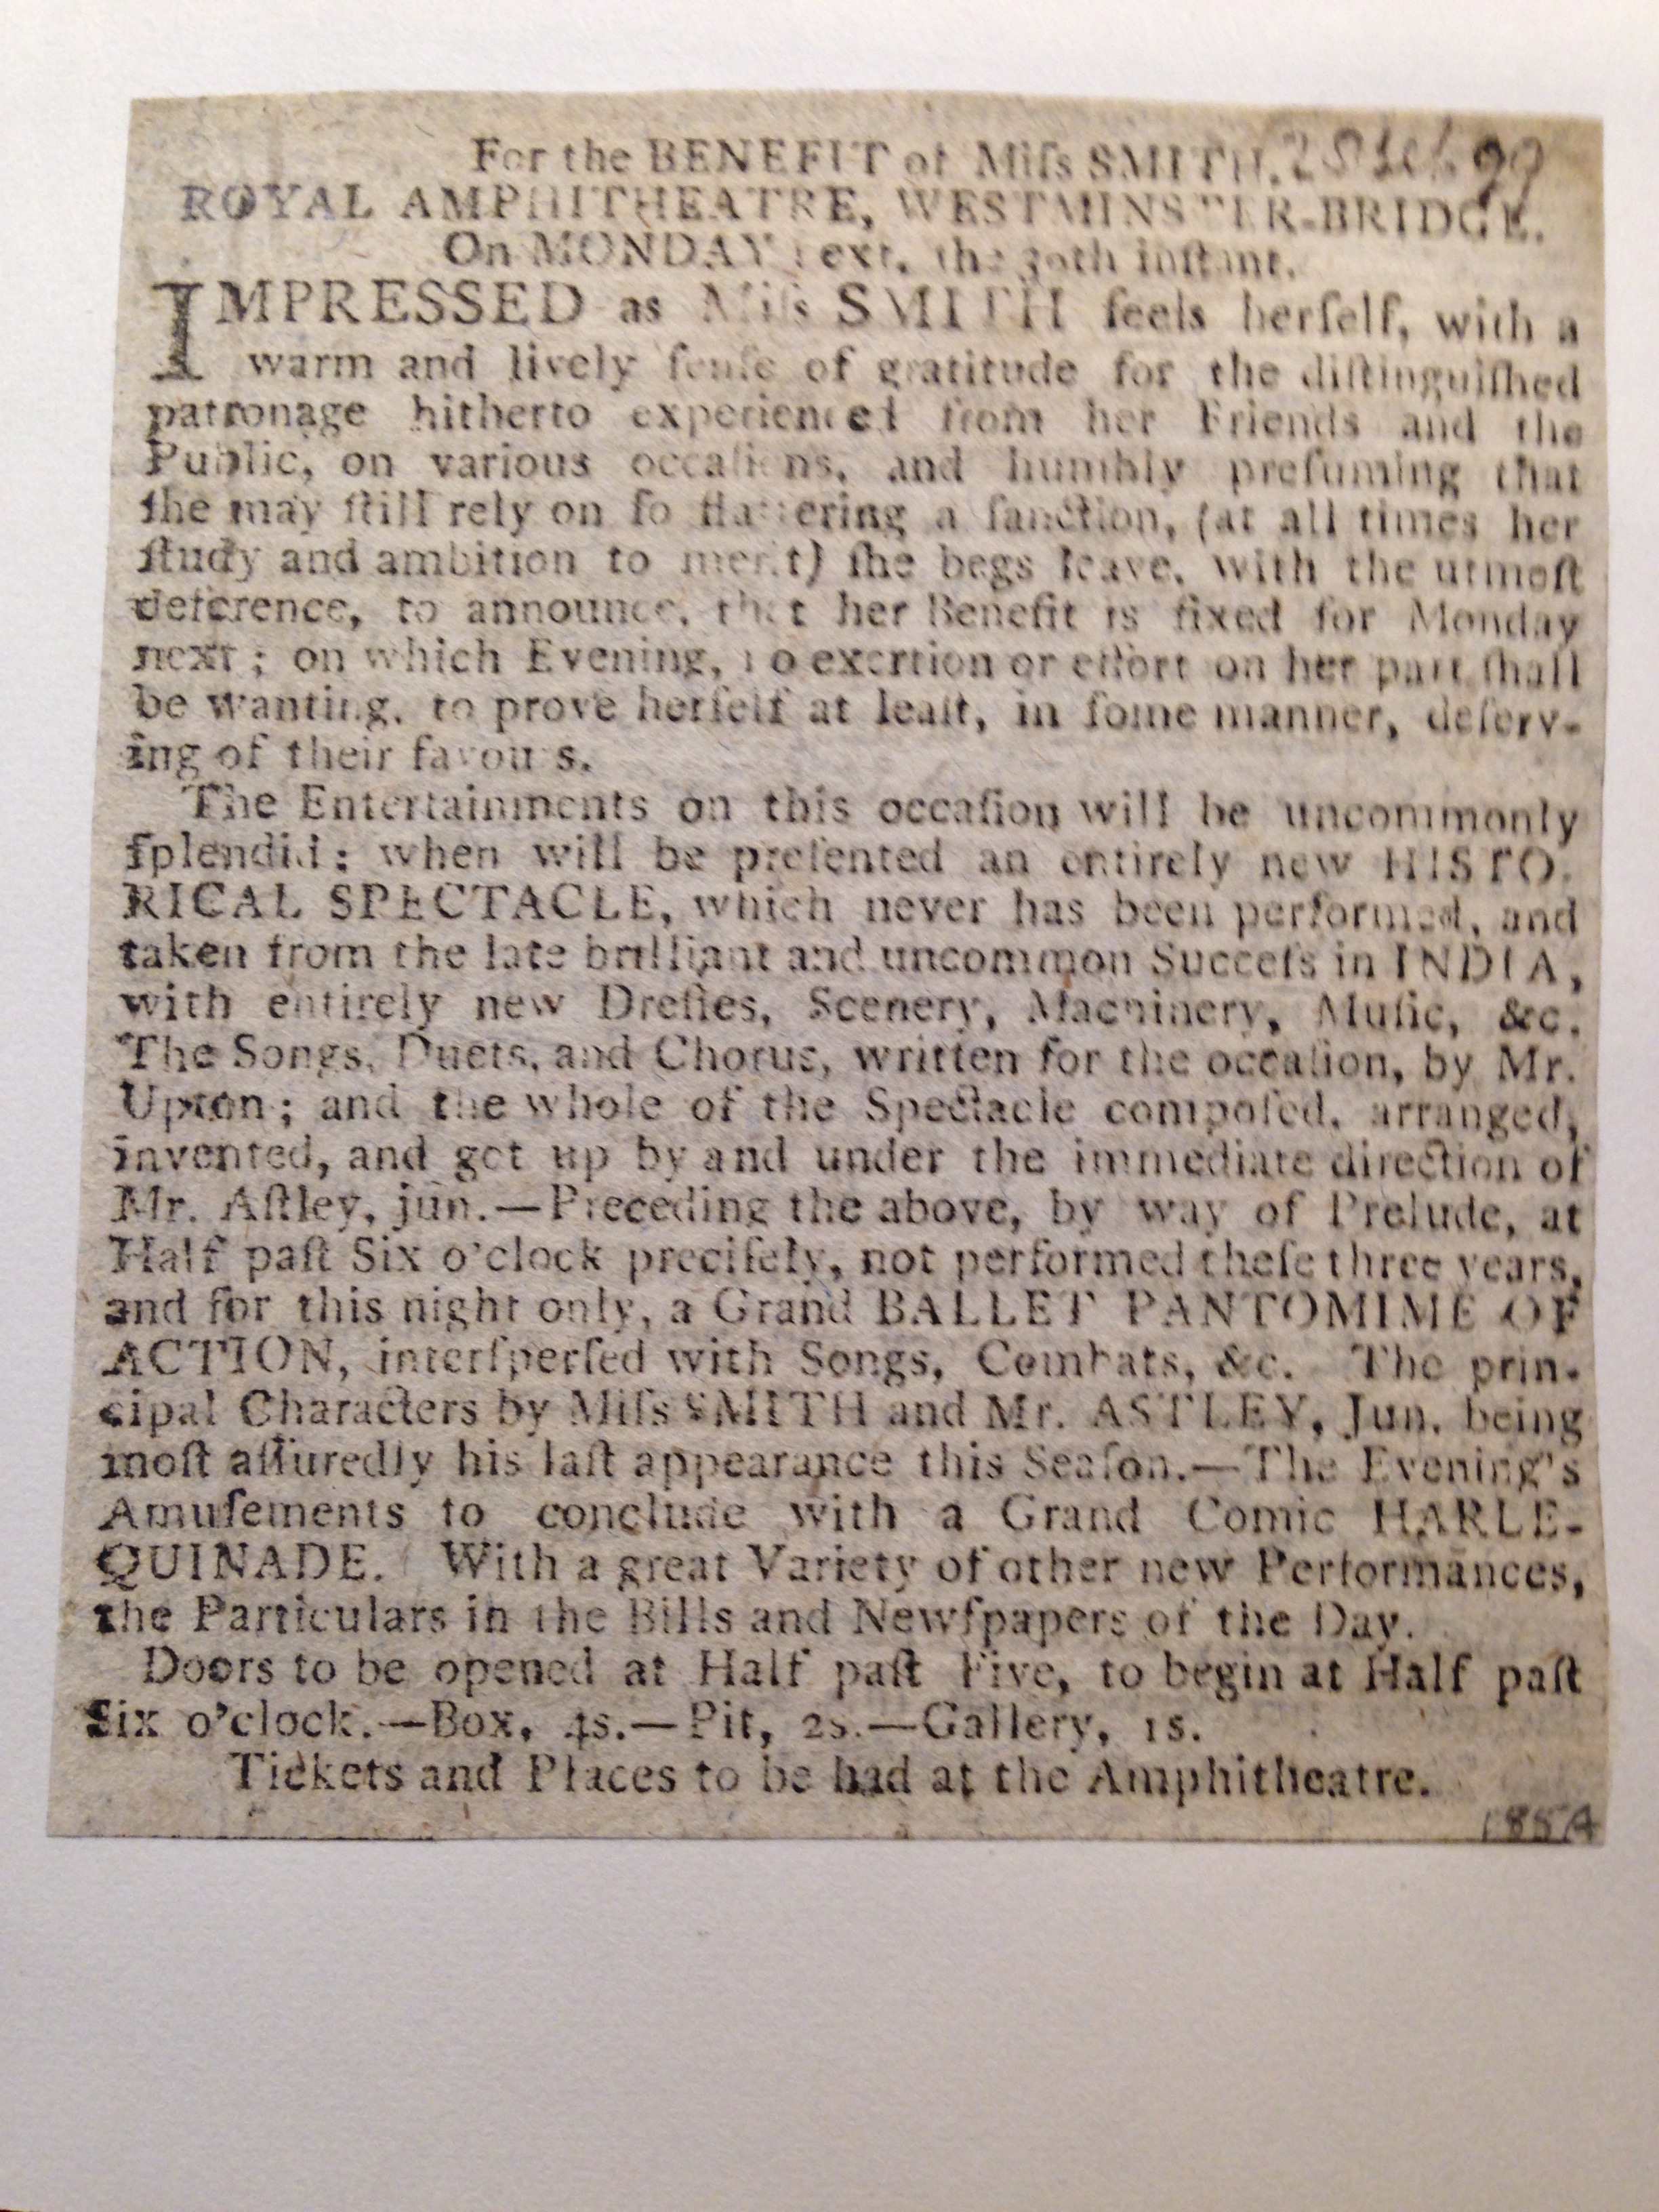 For the BENEFIT of Miſs SMITH. 28 99
ROYAL AMPHITHEATRE, WESTMINSTER-BRIDGE.
On MONDAY next, the 30th inſtant.
IMPRESSED as Miſs SMITH feels herſelf, with a
warm and lively ſenſe of gratitude for the diſtinguiſhed
patronage hitherto experienced from her Friends and the
Public, on various occaſions, and humbly preſuming that
ſhe may ſtill rely on ſo flattering a ſanction, (at all times her
ſtudy and ambition to merit) ſhe begs leave, with the utmoſt
deference, to announce, that her Benefit is fixed for Monday
next; on which Evening, no exertion or effort on her part ſhall
be wanting, to prove herſelf at leaſt, in ſome manner, deſerv-
ing of their favours.
The Entertainments on this occaſion will be uncommonly
ſplendid: when will be preſented an entirely new HISTO-
RICAL SPECTACLE, which never has been performed, and
taken from the late brilliant and uncommon Succeſs in INDIA,
with entirely new Dreſſes, Scenery, Machinery, Muſic, &c.
The Songs, Duets, and Chorus, written for the occaſion, by Mr.
Upton; and the whole of the Spectacle compoſed, arranged,
invented, and got up by and under the immediate direction of
Mr. Aſtley, jun.—Preceding the above, by way of Prelude, at
Half paſt Six o'clock preciſely, not performed theſe three years,
and for this night only, a Grand BALLET PANTOMIME OF
ACTION, interſperſed with Songs, Combats, &c. The prin-
cipal Characters by Miſs SMITH and Mr. ASTLEY, Jun. being
moſt aſſuredly his laſt appearance this Seaſon.—The Evening's
Amuſements to conclude with a Grand Comic HARLE-
QUINADE. With a great Variety of other new Performances,
the Particulars in the Bills and Newſpapers of the Day.
Doors to be opened at Half paſt Five, to begin at Half paſt
Six o'clock.—Box, 4s.—Pit, 2s.—Gallery, 1s.
Tickets and Places to be had at the Amphitheatre.
185A